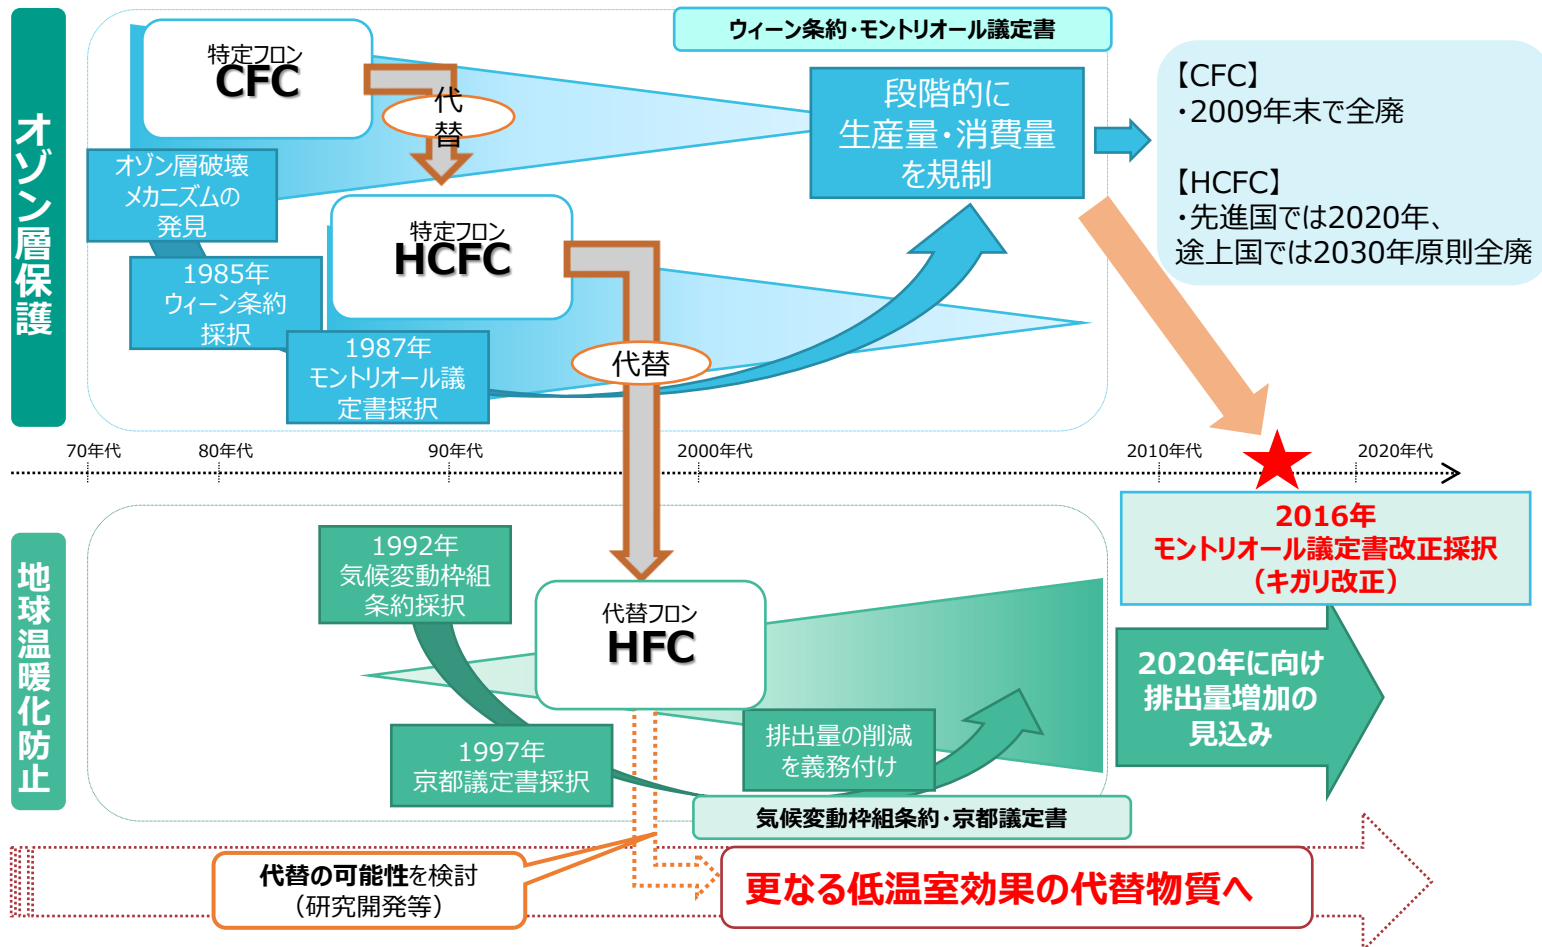 オゾン層保護
ウィーン条約・モントリオール議定書
特定フロン
CFC
代
替
オゾン層破壊
メカニズムの
発見
1985年
ウィーン条約
採択
特定フロン
HCFC
1987年
モントリオール議
定書採択
代替
段階的に
生産量・消費量
を規制
【CFC】
・2009年末で全廃
【HCFC】
・先進国では2020年、
途上国では2030年原則全廃
70年代
80年代
90年代
2000年代
2010年代
2020年代
地球温暖化防止
1992年
気候変動枠組
条約採択
代替フロン
HFC
1997年
京都議定書採択
排出量の削減
を義務付け
気候変動枠組条約・京都議定書
2016年
モントリオール議定書改正採択
（キガリ改正）
2020年に向け
排出量増加の
見込み
代替の可能性を検討
（研究開発等）
更なる低温室効果の代替物質へ